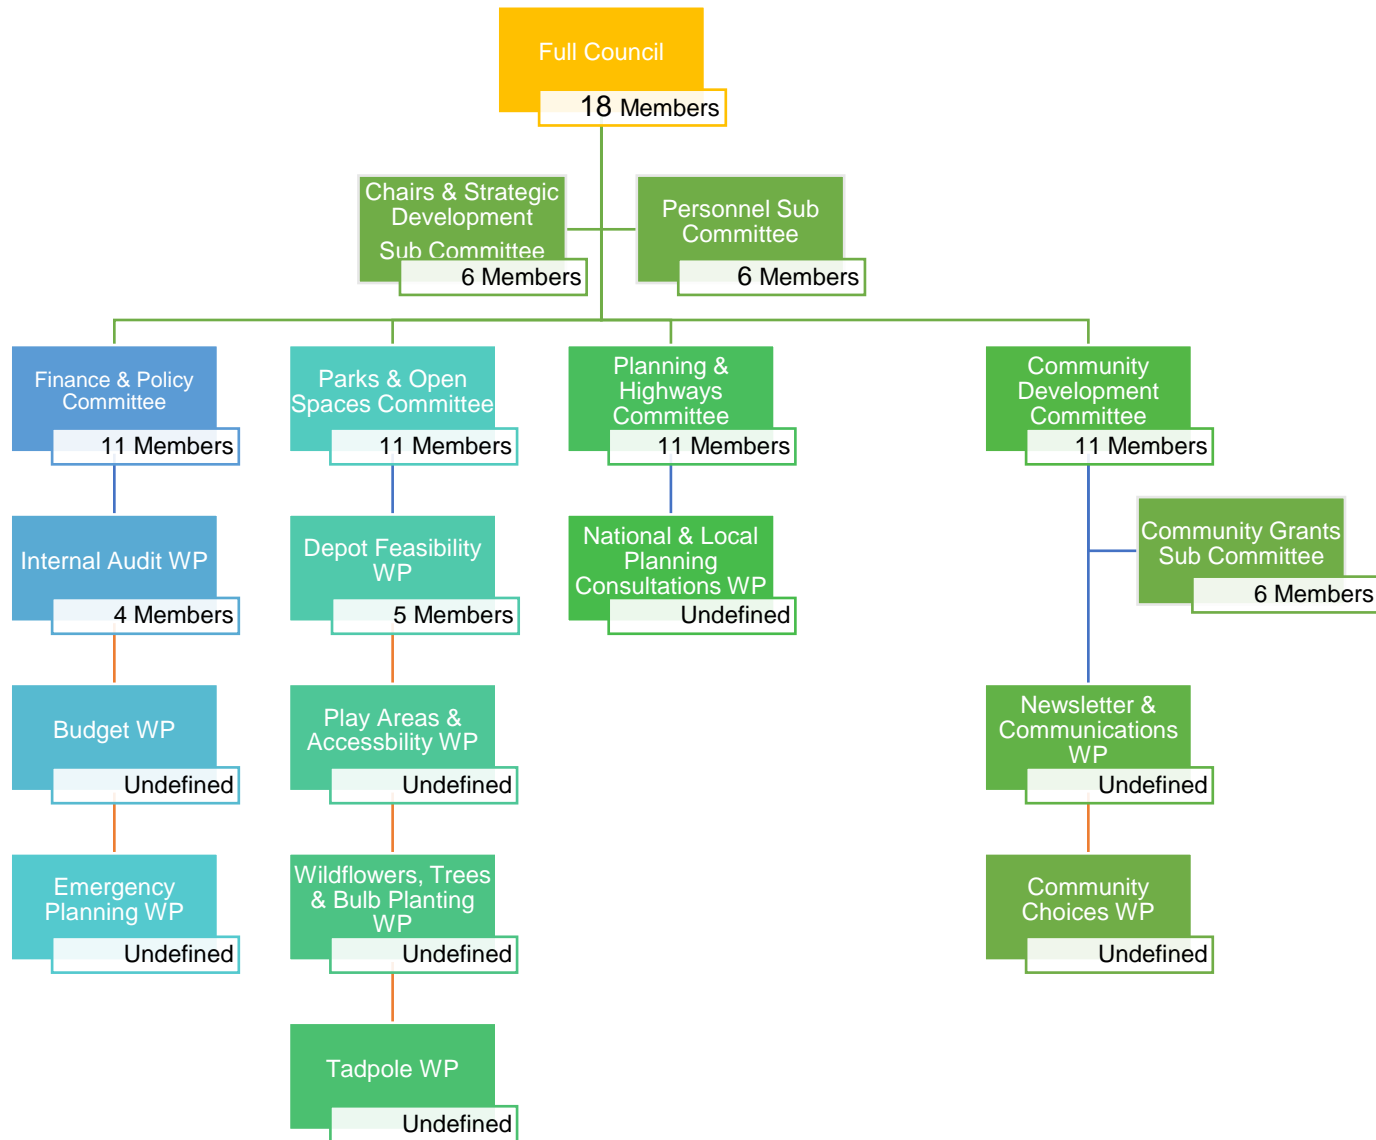 Full Council
18 Members
Chairs & Strategic
Development
Sub Committee
6 Members
Personnel Sub
Committee
6 Members
Finance & Policy
Committee
11 Members
Parks & Open
Spaces Committee
11 Members
Planning &
Highways
Committee
11 Members
Community
Development
Committee
11 Members
Internal Audit WP
4 Members
Depot Feasibility
WP
5 Members
National & Local
Planning
Consultations WP
Undefined
Community Grants
Sub Committee
6 Members
Budget WP
Undefined
Play Areas &
Accessbility WP
Undefined
Newsletter &
Communications
WP
Undefined
Emergency
Planning WP
Undefined
Wildflowers, Trees
& Bulb Planting
WP
Undefined
Community
Choices WP
Undefined
Tadpole WP
Undefined